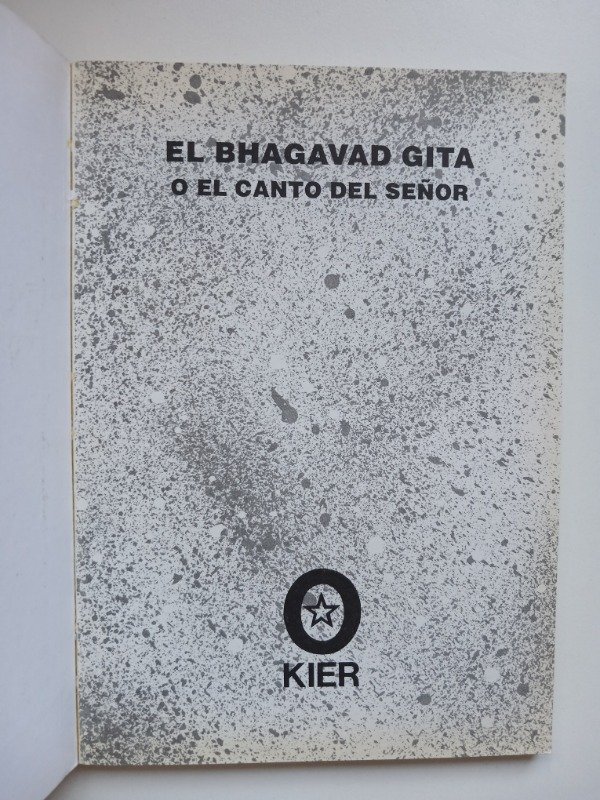 EL BHAGAVAD GITA
O EL CANTO DEL SEÑOR
KIER